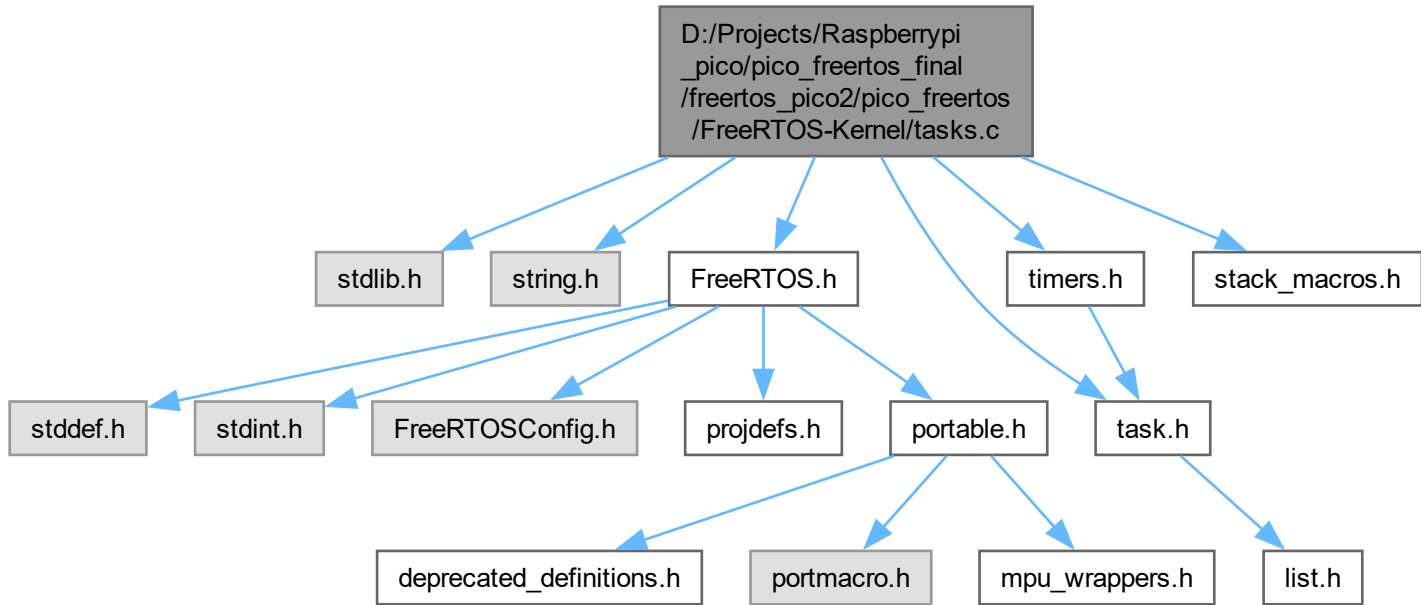 D:/Projects/Raspberrypi
_pico/pico_freertos_final
/freertos_pico2/pico_freertos
/FreeRTOS-Kernel/tasks.c
stdlib.h
string.h
FreeRTOS.h
timers.h
stack_macros.h
stddef.h
stdint.h
FreeRTOSConfig.h
projdefs.h
portable.h
task.h
deprecated_definitions.h
portmacro.h
mpu_wrappers.h
list.h